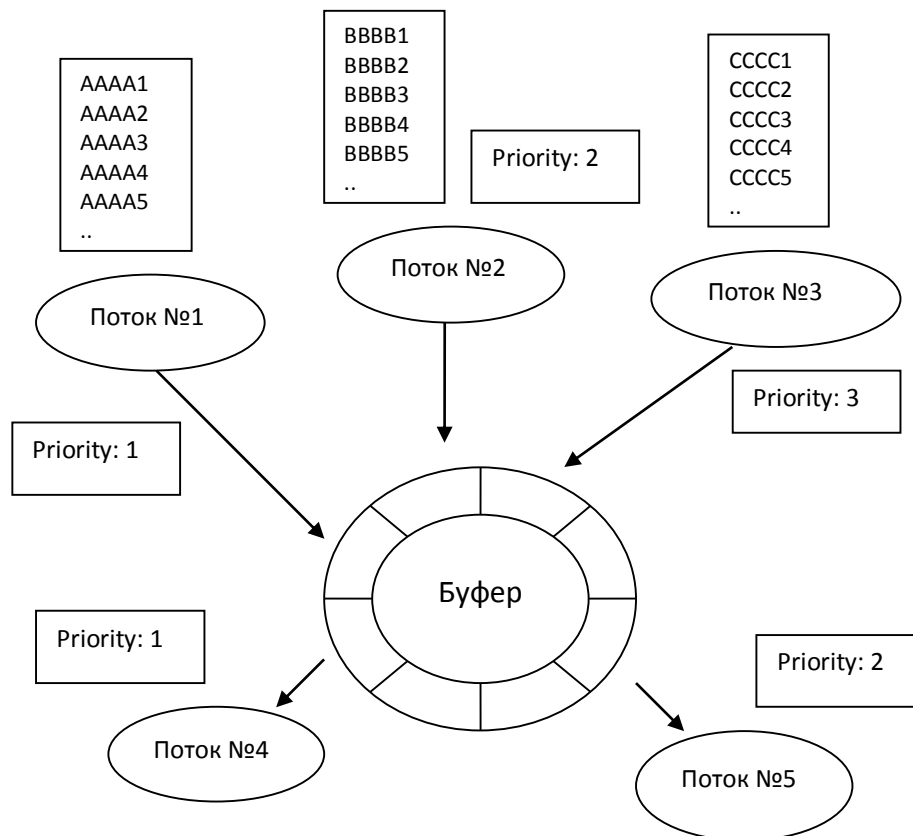 AAAA1
AAAA2
AAAA3
AAAA4
AAAA5
..
BBBB1
BBBB2
BBBB3
BBBB4
BBBB5
..
Priority: 2
CCCC1
CCCC2
CCCC3
CCCC4
CCCC5
..
Поток №1
Поток №2
Поток №3
Priority: 1
Priority: 3
Буфер
Priority: 1
Priority: 2
Поток №4
Поток №5